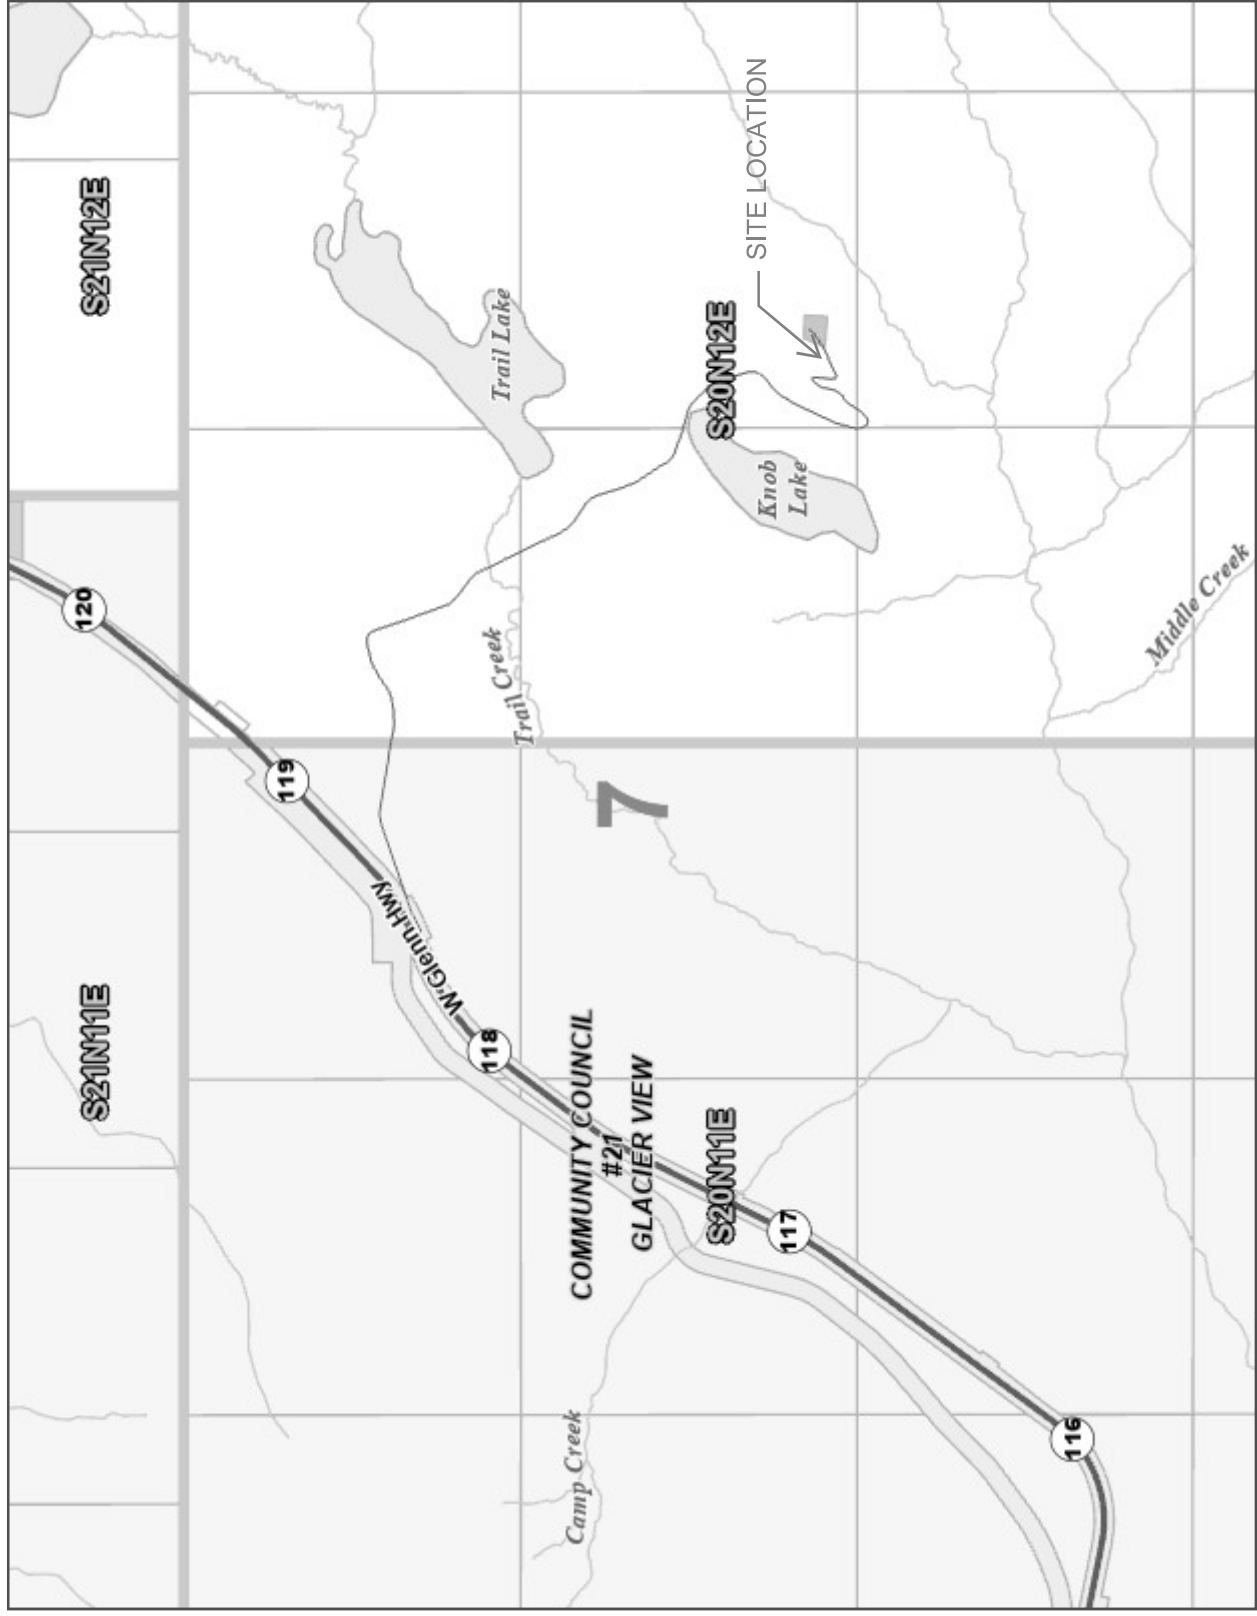 S21N11E
S21N12E
120
119
W Glenn Hwy
118
117
116
Trail Lake
Trail Creek
7
S20N12E
SITE LOCATION
Knob
Lake
COMMUNITY COUNCIL
#21
GLACIER VIEW
S20N11E
Camp Creek
Middle Creek